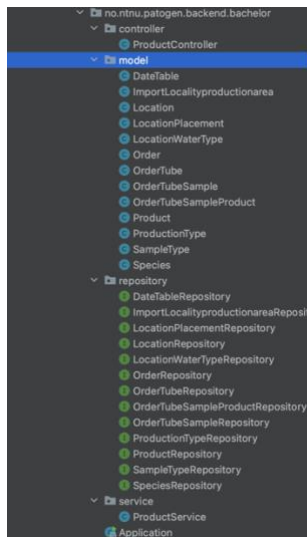 no.ntnu.patogen.backend.bachelor
controller
ProductController
model
DateTable
ImportLocalityproductionarea
Location
LocationPlacement
LocationWaterType
Order
OrderTube
OrderTubeSample
OrderTubeSampleProduct
Product
ProductionType
SampleType
Species
repository
DateTableRepository
ImportLocalityproductionareaReposit
LocationPlacementRepository
LocationRepository
LocationWaterTypeRepository
OrderRepository
OrderTubeRepository
OrderTubeSampleProductRepository
OrderTubeSampleRepository
ProductionTypeRepository
ProductRepository
SampleTypeRepository
SpeciesRepository
service
ProductService
Application